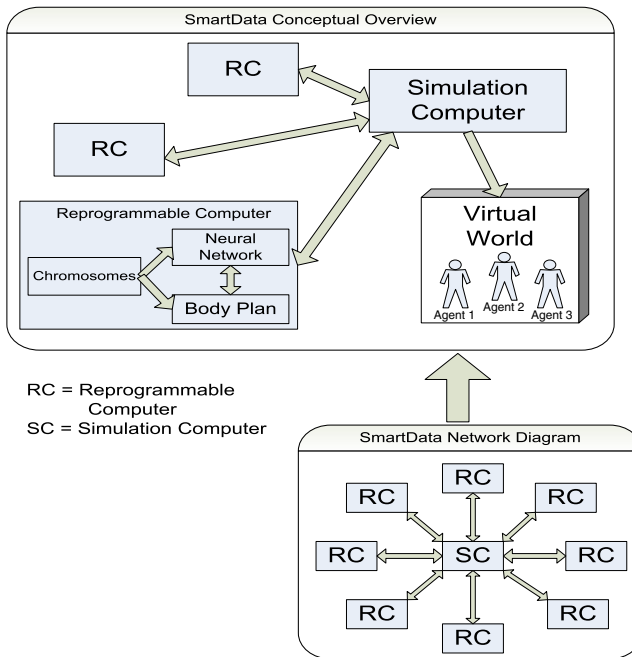 SmartData Conceptual Overview
RC
Simulation
Computer
RC
Reprogrammable Computer
Neural
Network
Chromosomes
Body Plan
Virtual
World
Agent 1
Agent 2
Agent 3
RC = Reprogrammable
Computer
SC = Simulation Computer
SmartData Network Diagram
RC
RC
RC
RC
SC
RC
RC
RC
RC